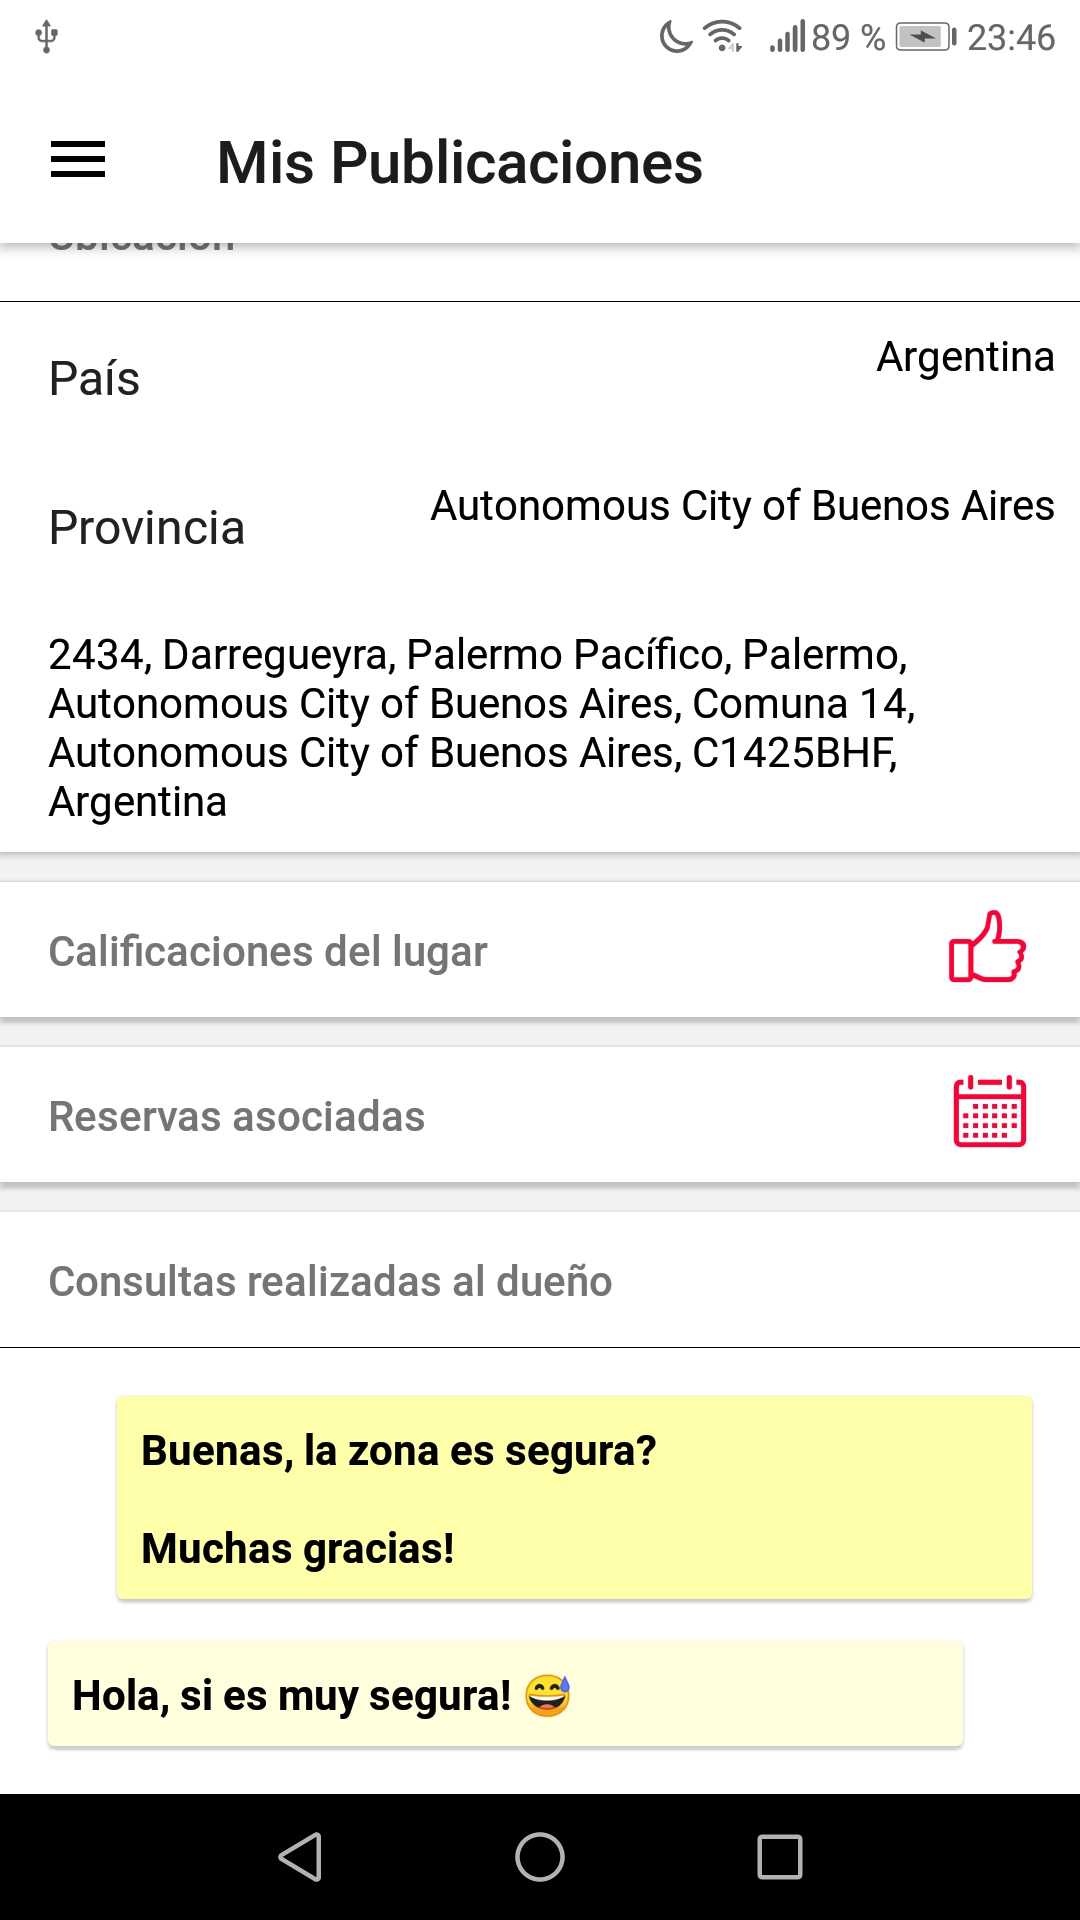 89 % 23:46
Mis Publicaciones
Ubicación
País
Argentina
Provincia
Autonomous City of Buenos Aires
2434, Darregueyra, Palermo Pacífico, Palermo,
Autonomous City of Buenos Aires, Comuna 14,
Autonomous City of Buenos Aires, C1425BHF,
Argentina
Calificaciones del lugar
Reservas asociadas
Consultas realizadas al dueño
Buenas, la zona es segura?
Muchas gracias!
Hola, si es muy segura! 😅